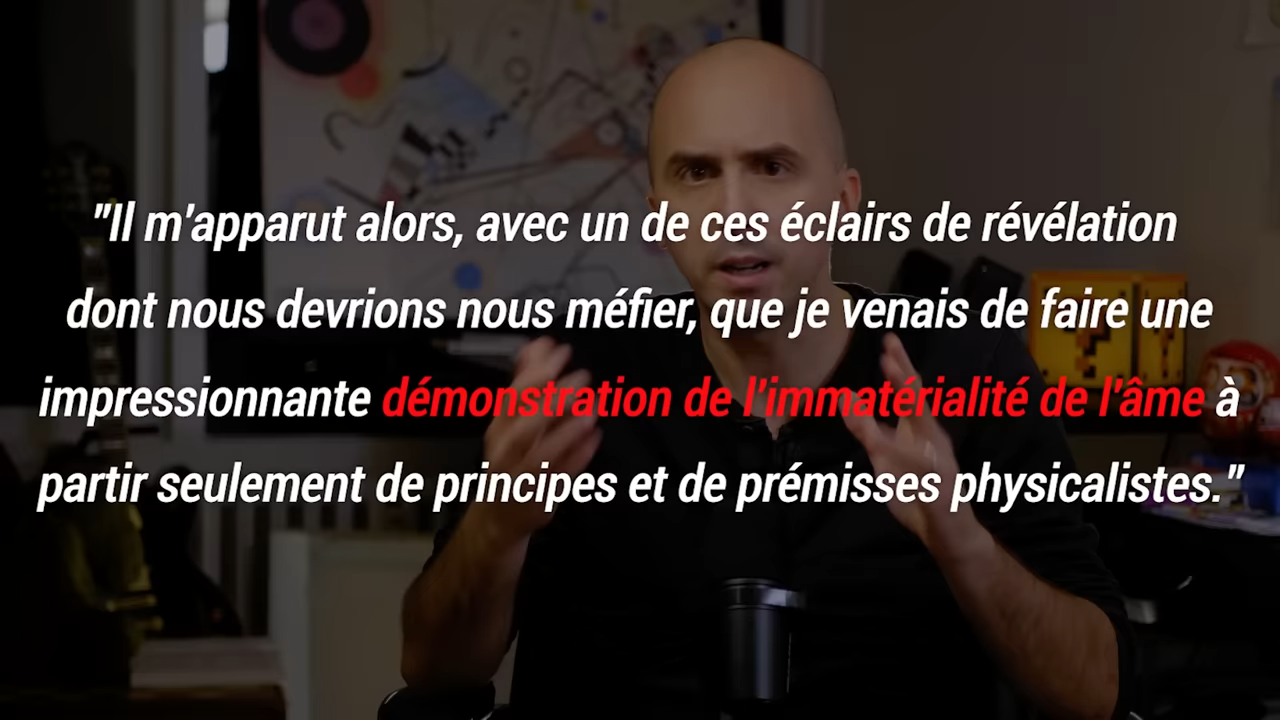 "Il m'apparut alors, avec un de ces éclairs de révélation
dont nous devrions nous méfier, que je venais de faire une
impressionnante démonstration de l'immatérialité de l'âme à
partir seulement de principes et de prémisses physicalistes."